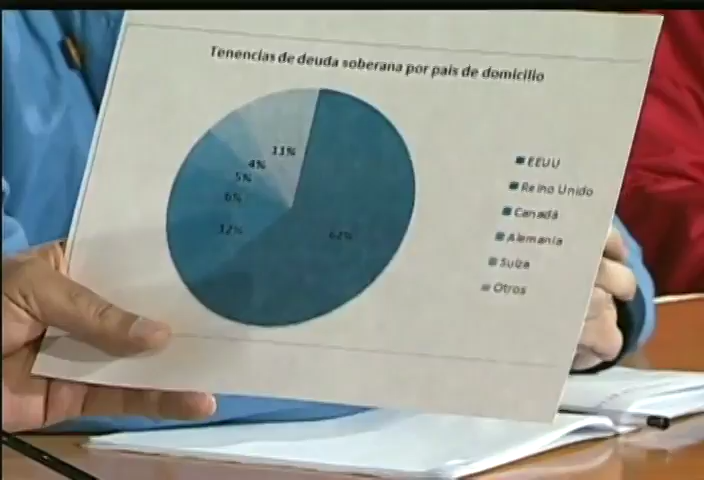 Tenencias de deuda soberana por país de domicilio
11%
4%
5%
6%
12%
62%
EEUU
Reino Unido
Canadá
Alemania
Suiza
Otros